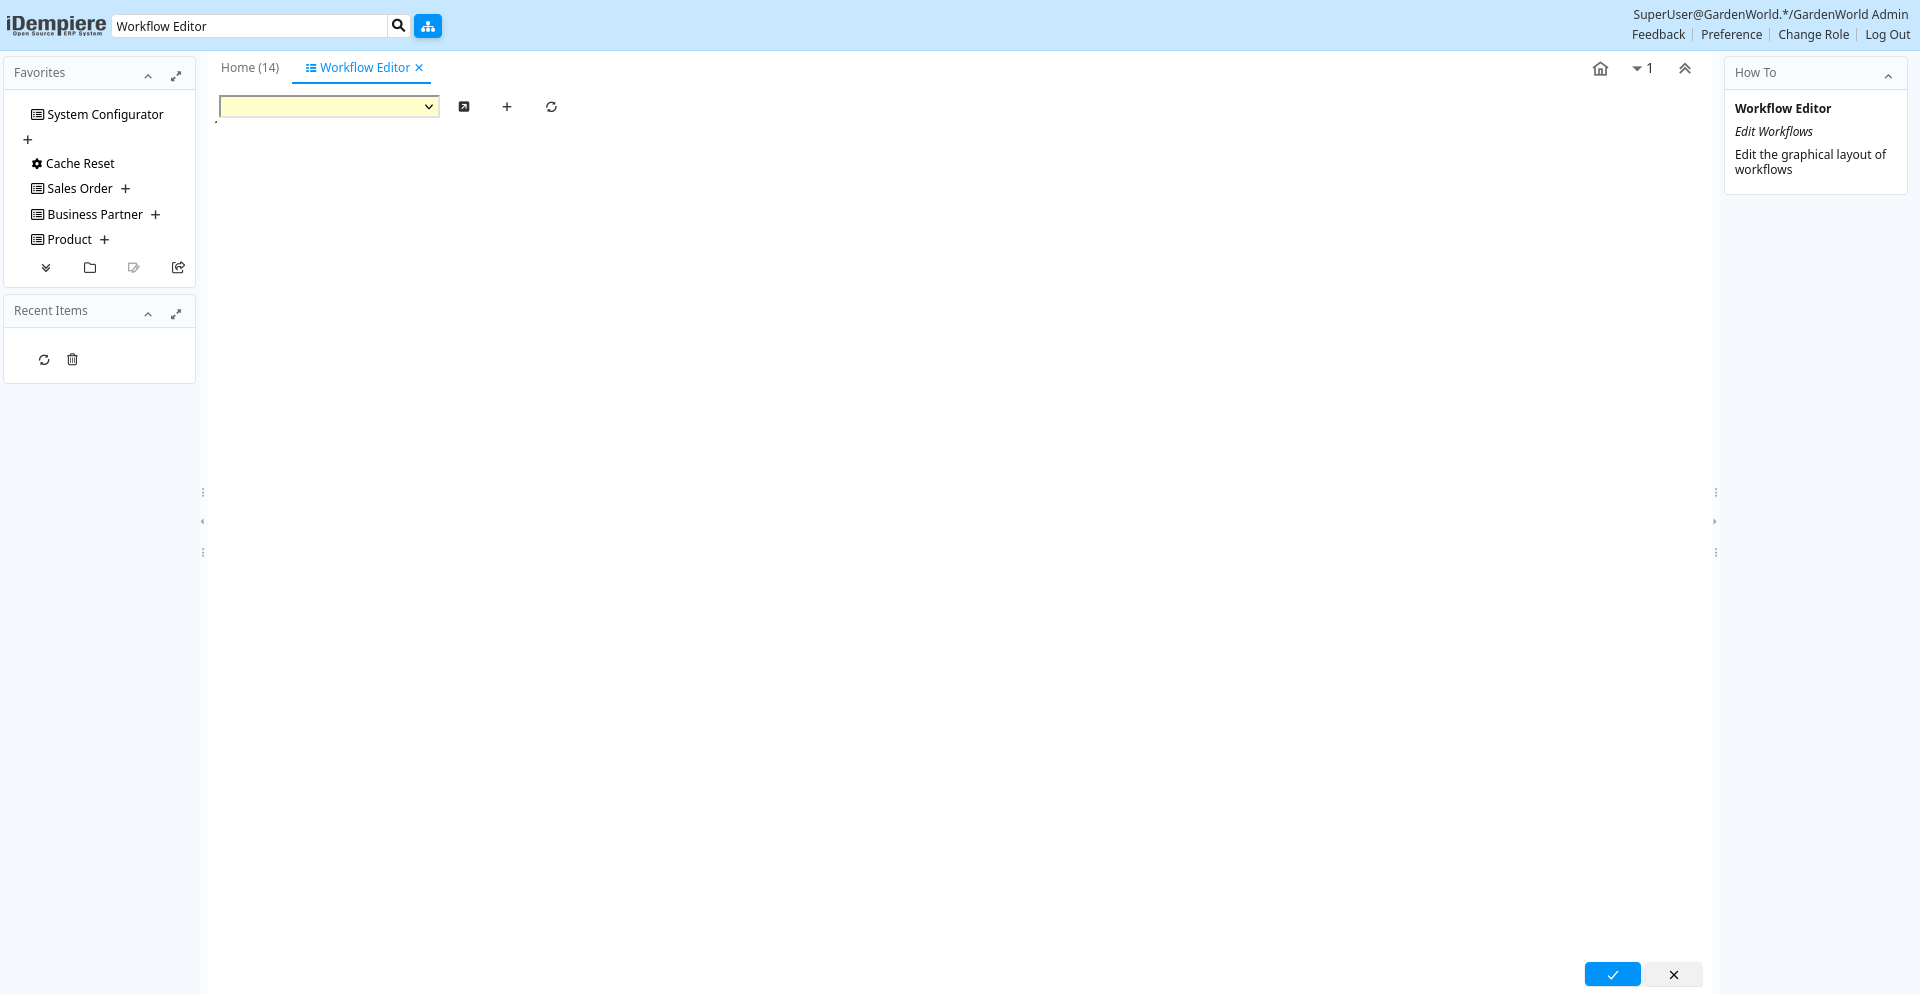 iDempiere
Open Source ERP System
Workflow Editor
SuperUser@GardenWorld.*/GardenWorld Admin
Feedback
Preference
Change Role
Log Out
Favorites
System Configurator
Cache Reset
Sales Order
Business Partner
Product
Recent Items
Home (14)
Workflow Editor
1
How To
Workflow Editor
Edit Workflows
Edit the graphical layout of
workflows